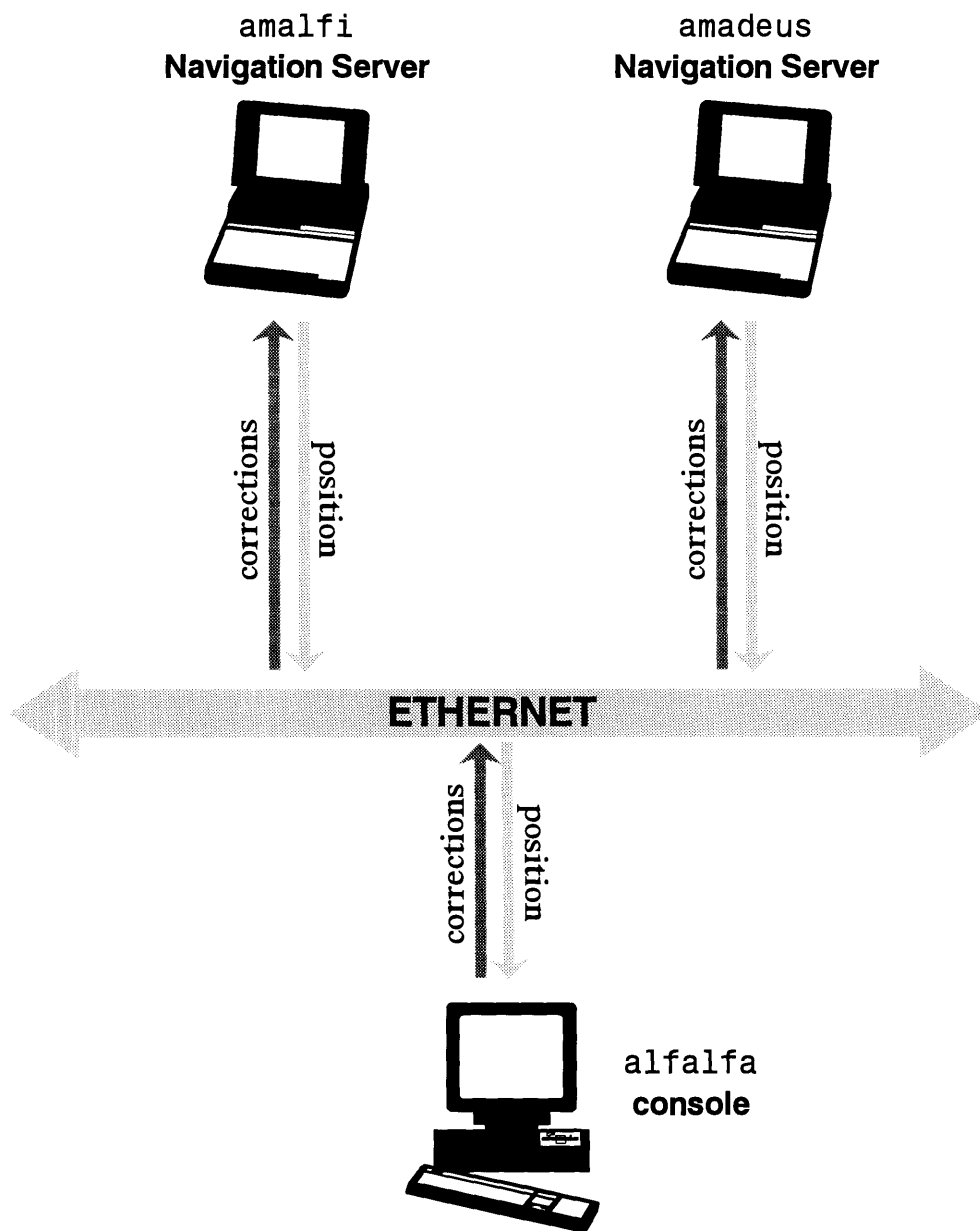 amalfi
Navigation Server
amadeus
Navigation Server
corrections
position
corrections
position
ETHERNET
corrections
position
alfalfa
console